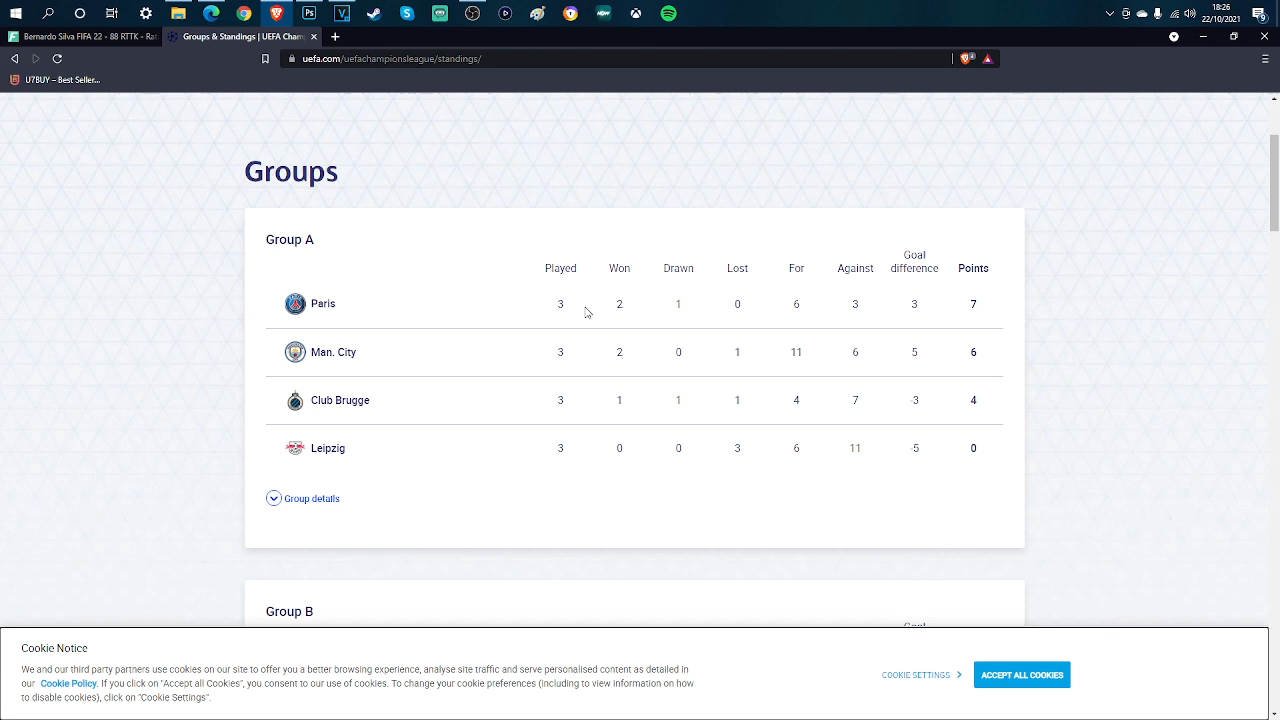 18:26
22/10/2021
Bernardo Silva FIFA 22 - 88 RTTK - Rat
Groups & Standings | UEFA Cham
uefa.com/uefachampionsleague/standings/
U7BUY – Best Seller...
Groups
Group A
Played Won Drawn Lost For Against Goal difference Points
Paris 3 2 1 0 6 3 3 7
Man. City 3 2 0 1 11 6 5 6
Club Brugge 3 1 1 1 4 7 -3 4
Leipzig 3 0 0 3 6 11 -5 0
Group details
Group B
Cookie Notice
We and our third party partners use cookies on our site to offer you a better browsing experience, analyse site traffic and serve personalised content as detailed in
our Cookie Policy. If you click on "Accept all Cookies", you consent to our use of cookies. To change your cookie preferences (including to view information on how
to disable cookies), click on "Cookie Settings".
COOKIE SETTINGS
ACCEPT ALL COOKIES